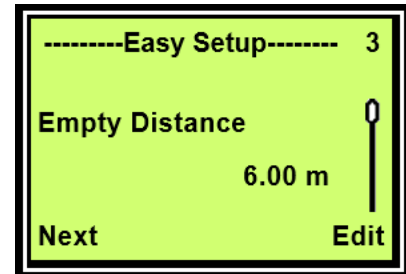 ---------Easy Setup-------- 3
Empty Distance
6.00 m
Next Edit